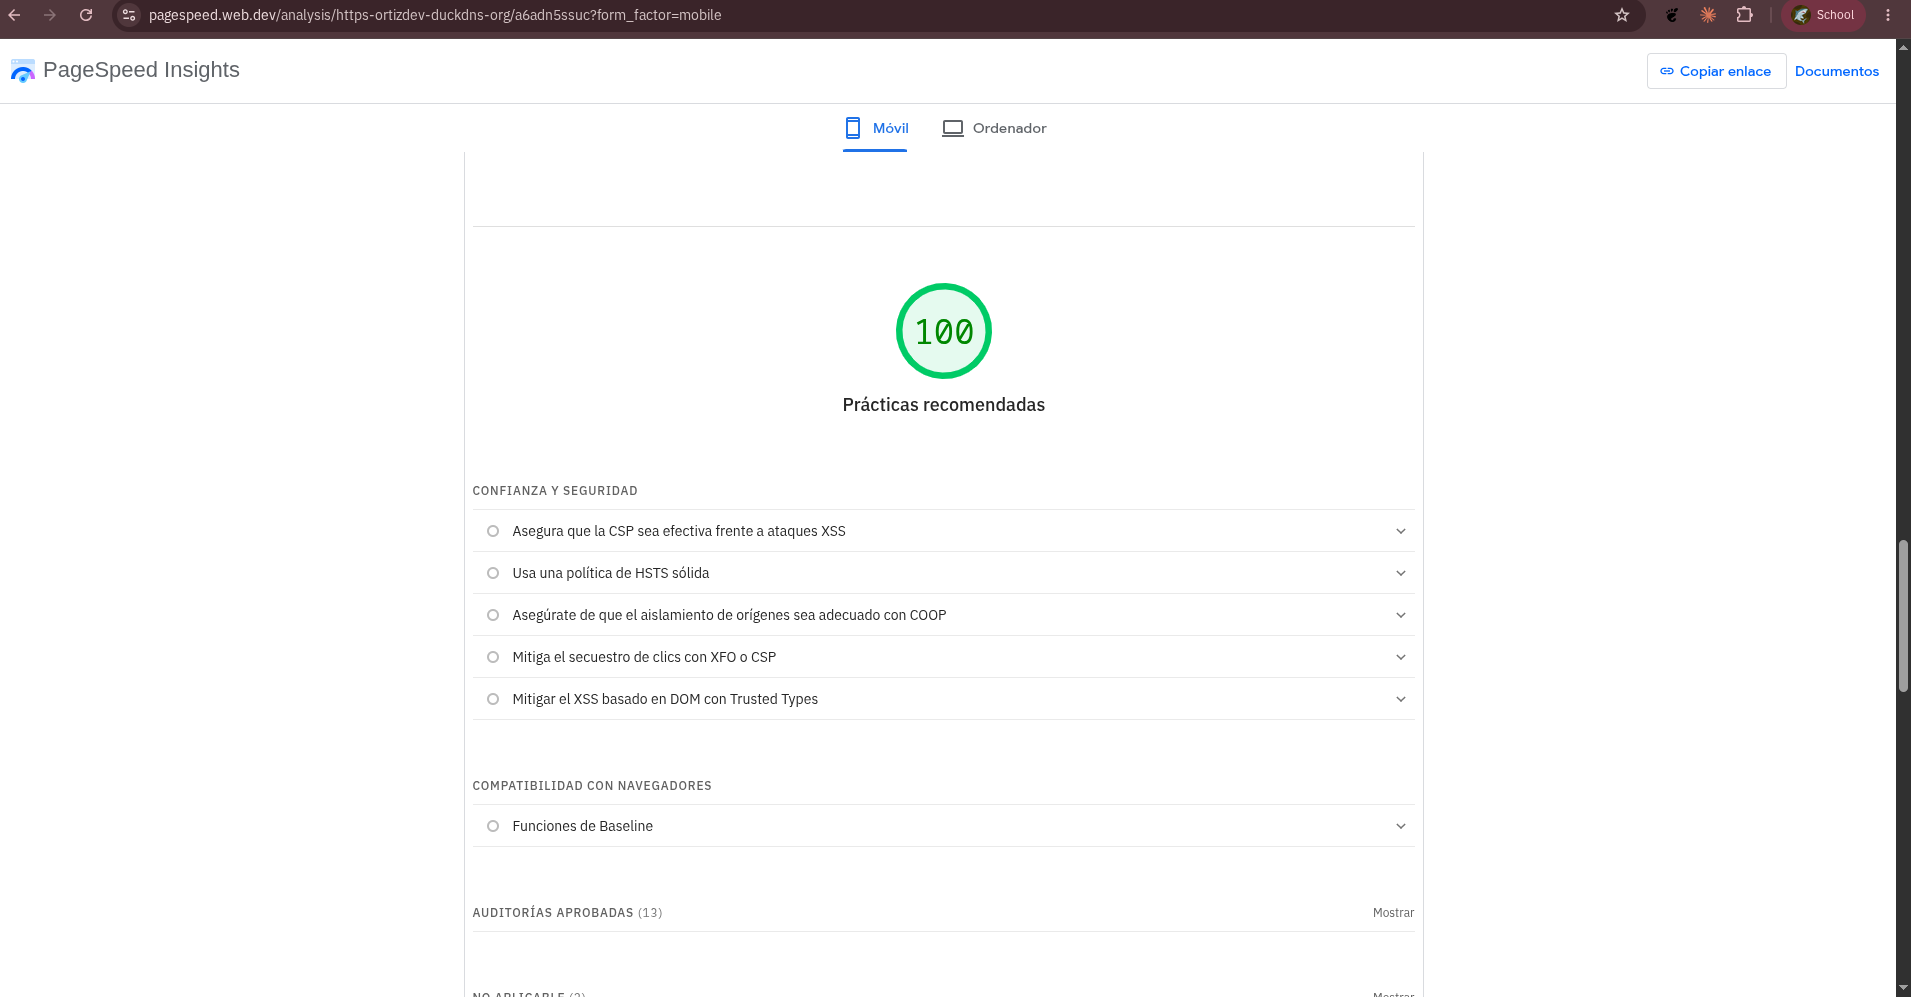 pagespeed.web.dev/analysis/https-ortizdev-duckdns-org/a6adn5ssuc?form_factor=mobile
School
PageSpeed Insights
Copiar enlace
Documentos
Móvil
Ordenador
100
Prácticas recomendadas
CONFIANZA Y SEGURIDAD
Asegura que la CSP sea efectiva frente a ataques XSS
Usa una política de HSTS sólida
Asegúrate de que el aislamiento de orígenes sea adecuado con COOP
Mitiga el secuestro de clics con XFO o CSP
Mitigar el XSS basado en DOM con Trusted Types
COMPATIBILIDAD CON NAVEGADORES
Funciones de Baseline
AUDITORÍAS APROBADAS (13)
Mostrar
NO APLICABLE
Mostrar